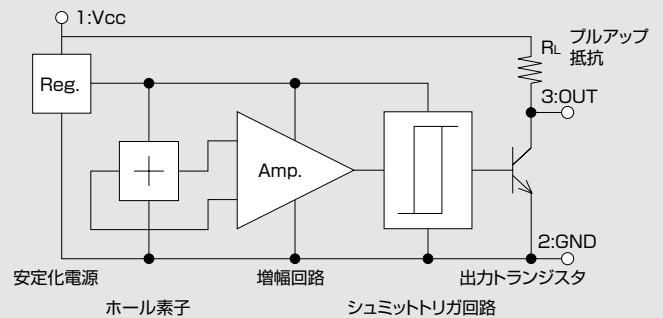 1:Vcc
RL プルアップ
抵抗
Reg.
3:OUT
Amp.
2:GND
安定化電源
増幅回路
出力トランジスタ
ホール素子
シュミットトリガ回路